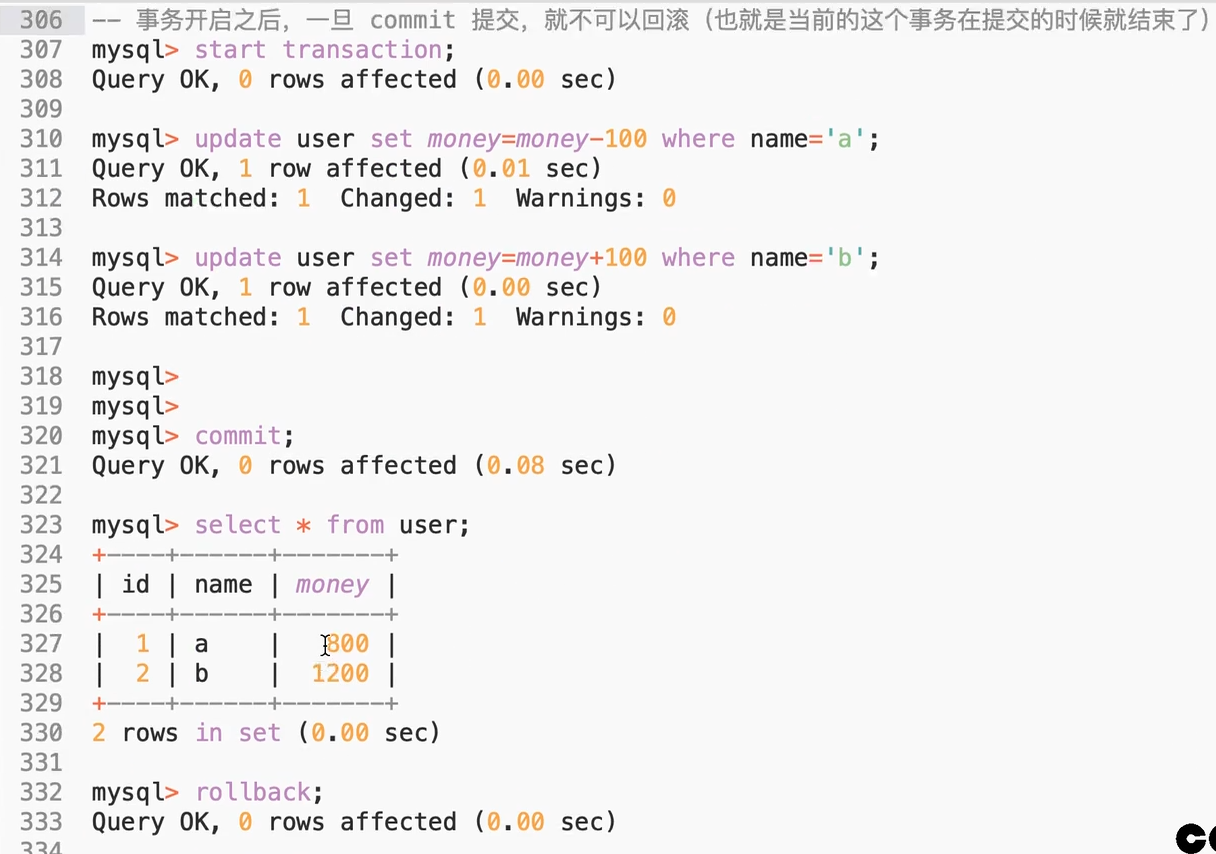 306 -- 事务开启之后，一旦 commit 提交，就不可以回滚（也就是当前的这个事务在提交的时候就结束了）
307 mysql> start transaction;
308 Query OK, 0 rows affected (0.00 sec)
309
310 mysql> update user set money=money-100 where name='a';
311 Query OK, 1 row affected (0.01 sec)
312 Rows matched: 1  Changed: 1  Warnings: 0
313
314 mysql> update user set money=money+100 where name='b';
315 Query OK, 1 row affected (0.00 sec)
316 Rows matched: 1  Changed: 1  Warnings: 0
317
318 mysql>
319 mysql>
320 mysql> commit;
321 Query OK, 0 rows affected (0.08 sec)
322
323 mysql> select * from user;
324 +----+------+-------+
325 | id | name | money |
326 +----+------+-------+
327 |  1 | a    |   800 |
328 |  2 | b    |  1200 |
329 +----+------+-------+
330 2 rows in set (0.00 sec)
331
332 mysql> rollback;
333 Query OK, 0 rows affected (0.00 sec)
334